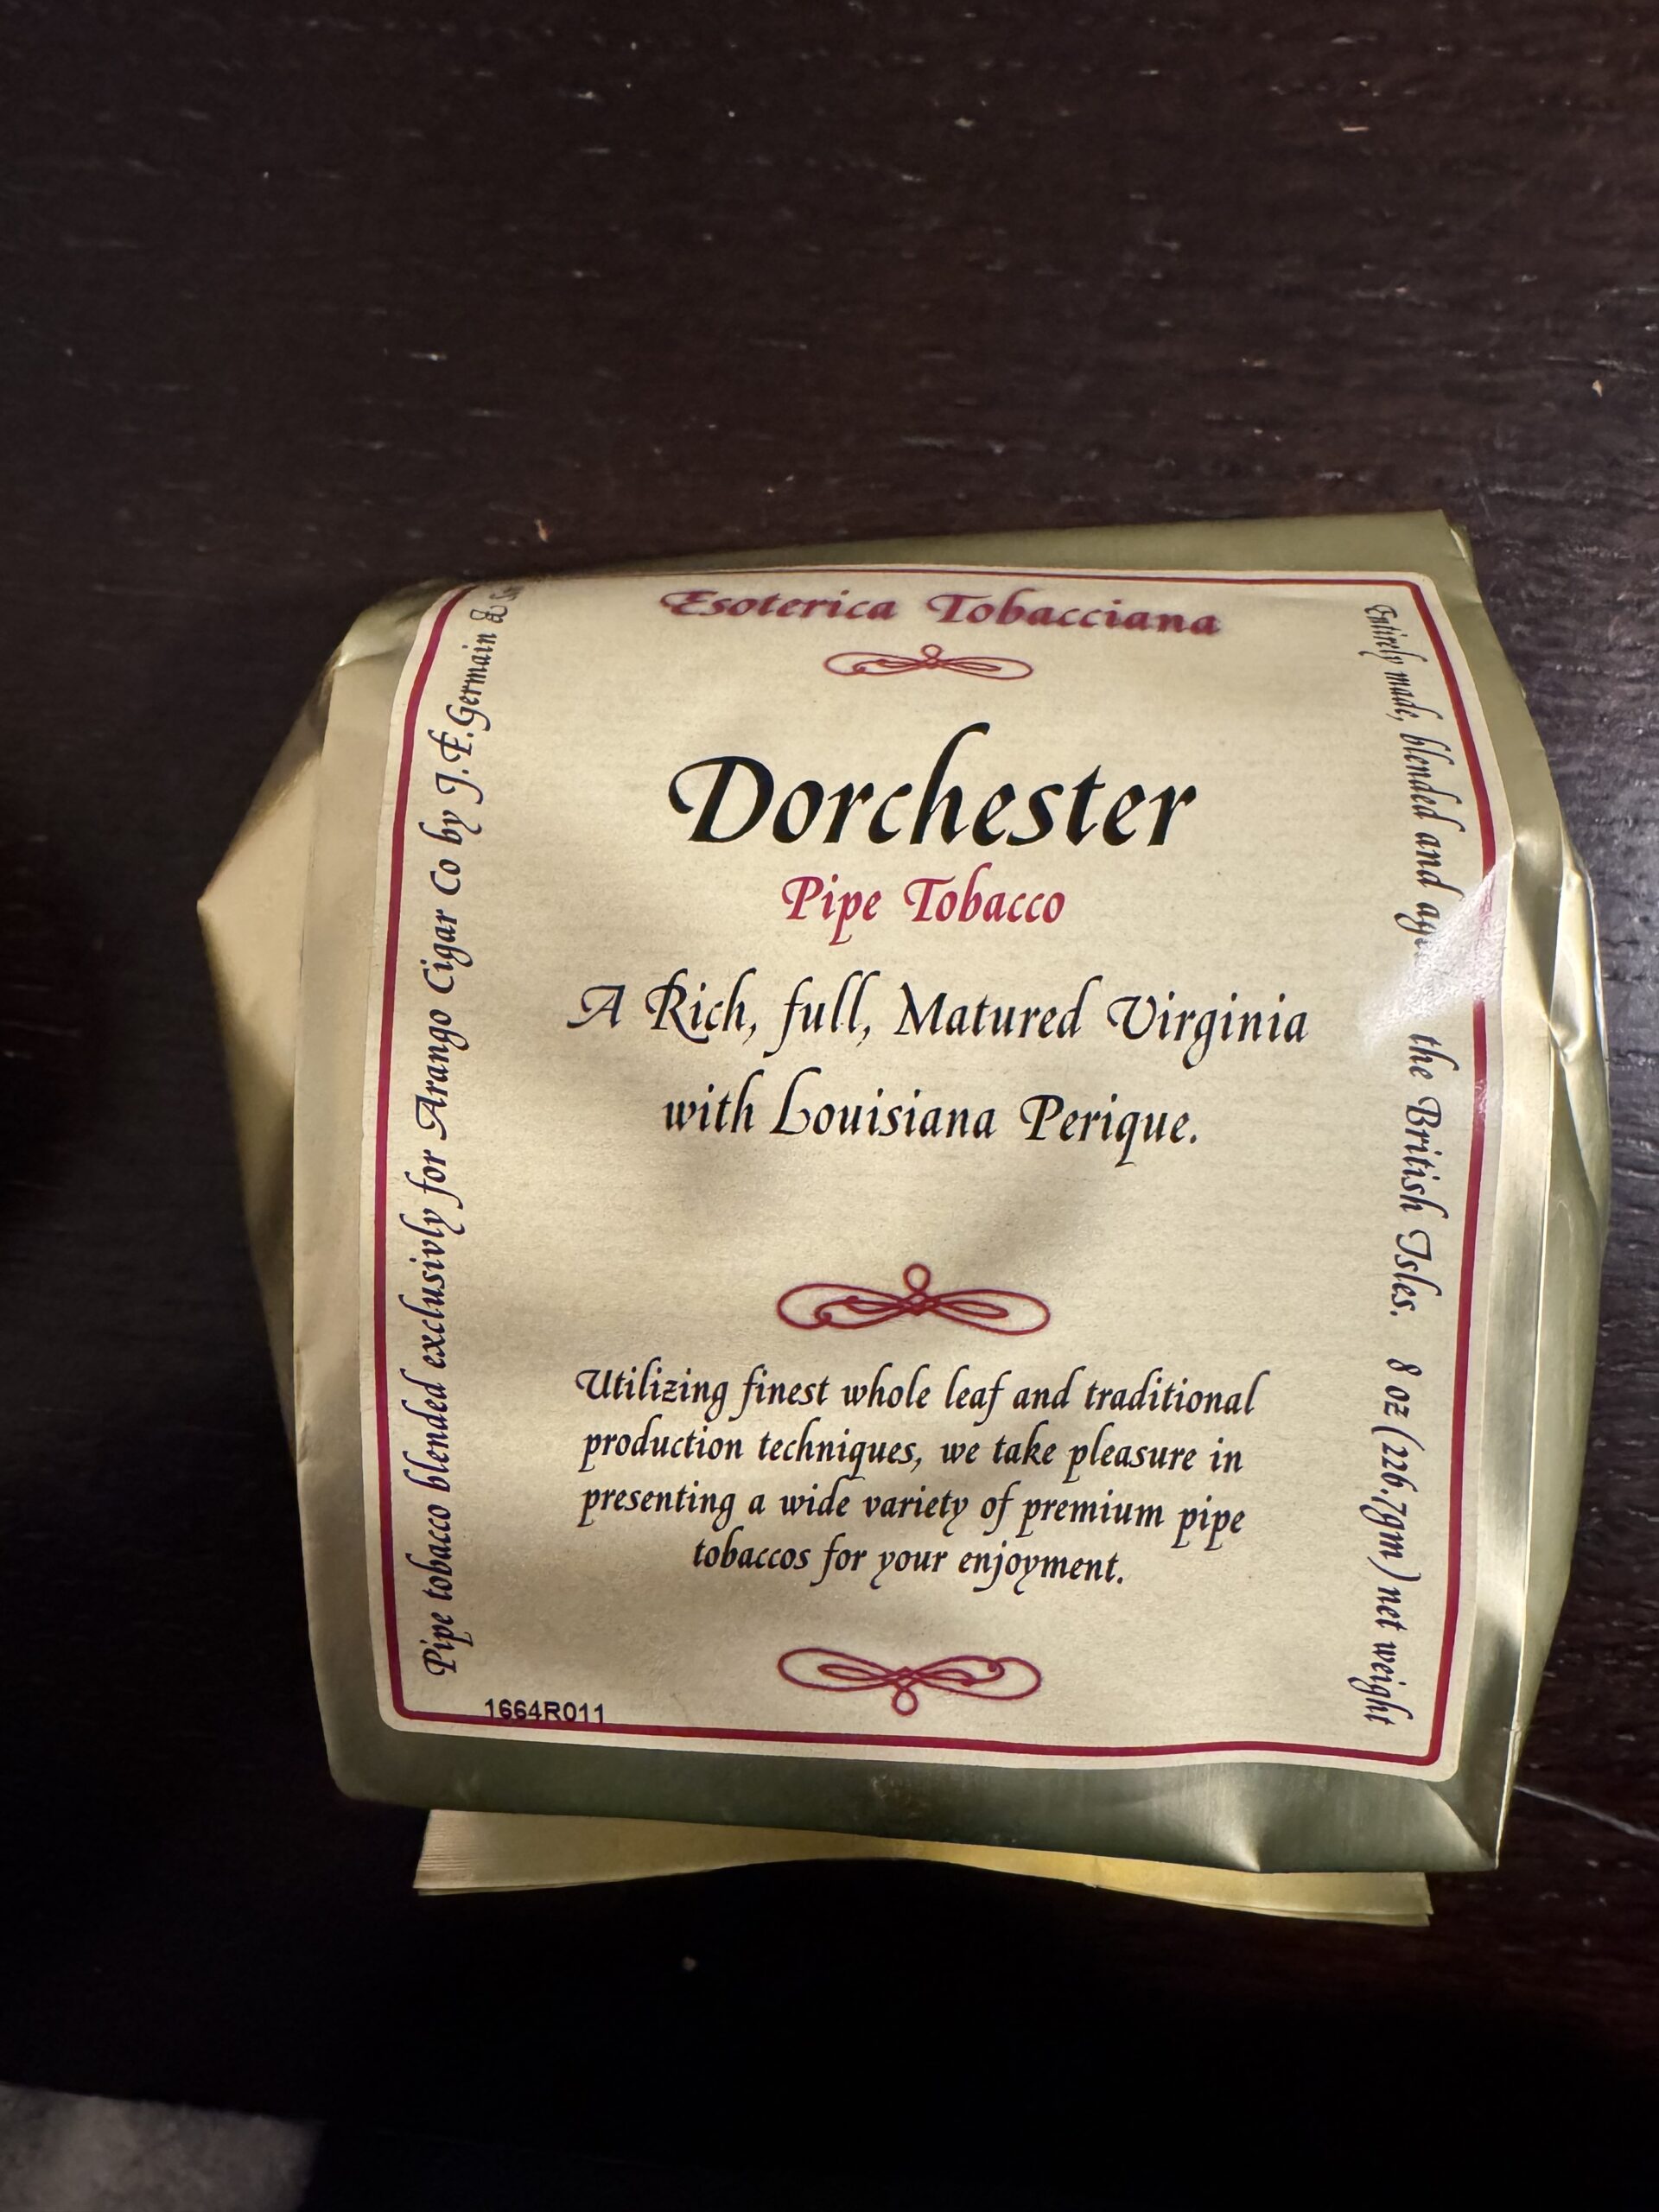 Esoterica Tobacciana
Dorchester
Pipe Tobacco
A Rich, full, Matured Virginia
with Louisiana Perique.
Utilizing finest whole leaf and traditional
production techniques, we take pleasure in
presenting a wide variety of premium pipe
tobaccos for your enjoyment.
1664R011
Pipe tobacco blended exclusivly for Arango Cigar Co by J.F.Germain &
Entirely made, blended and the British Isles. 8 oz (226.7gm) net weight